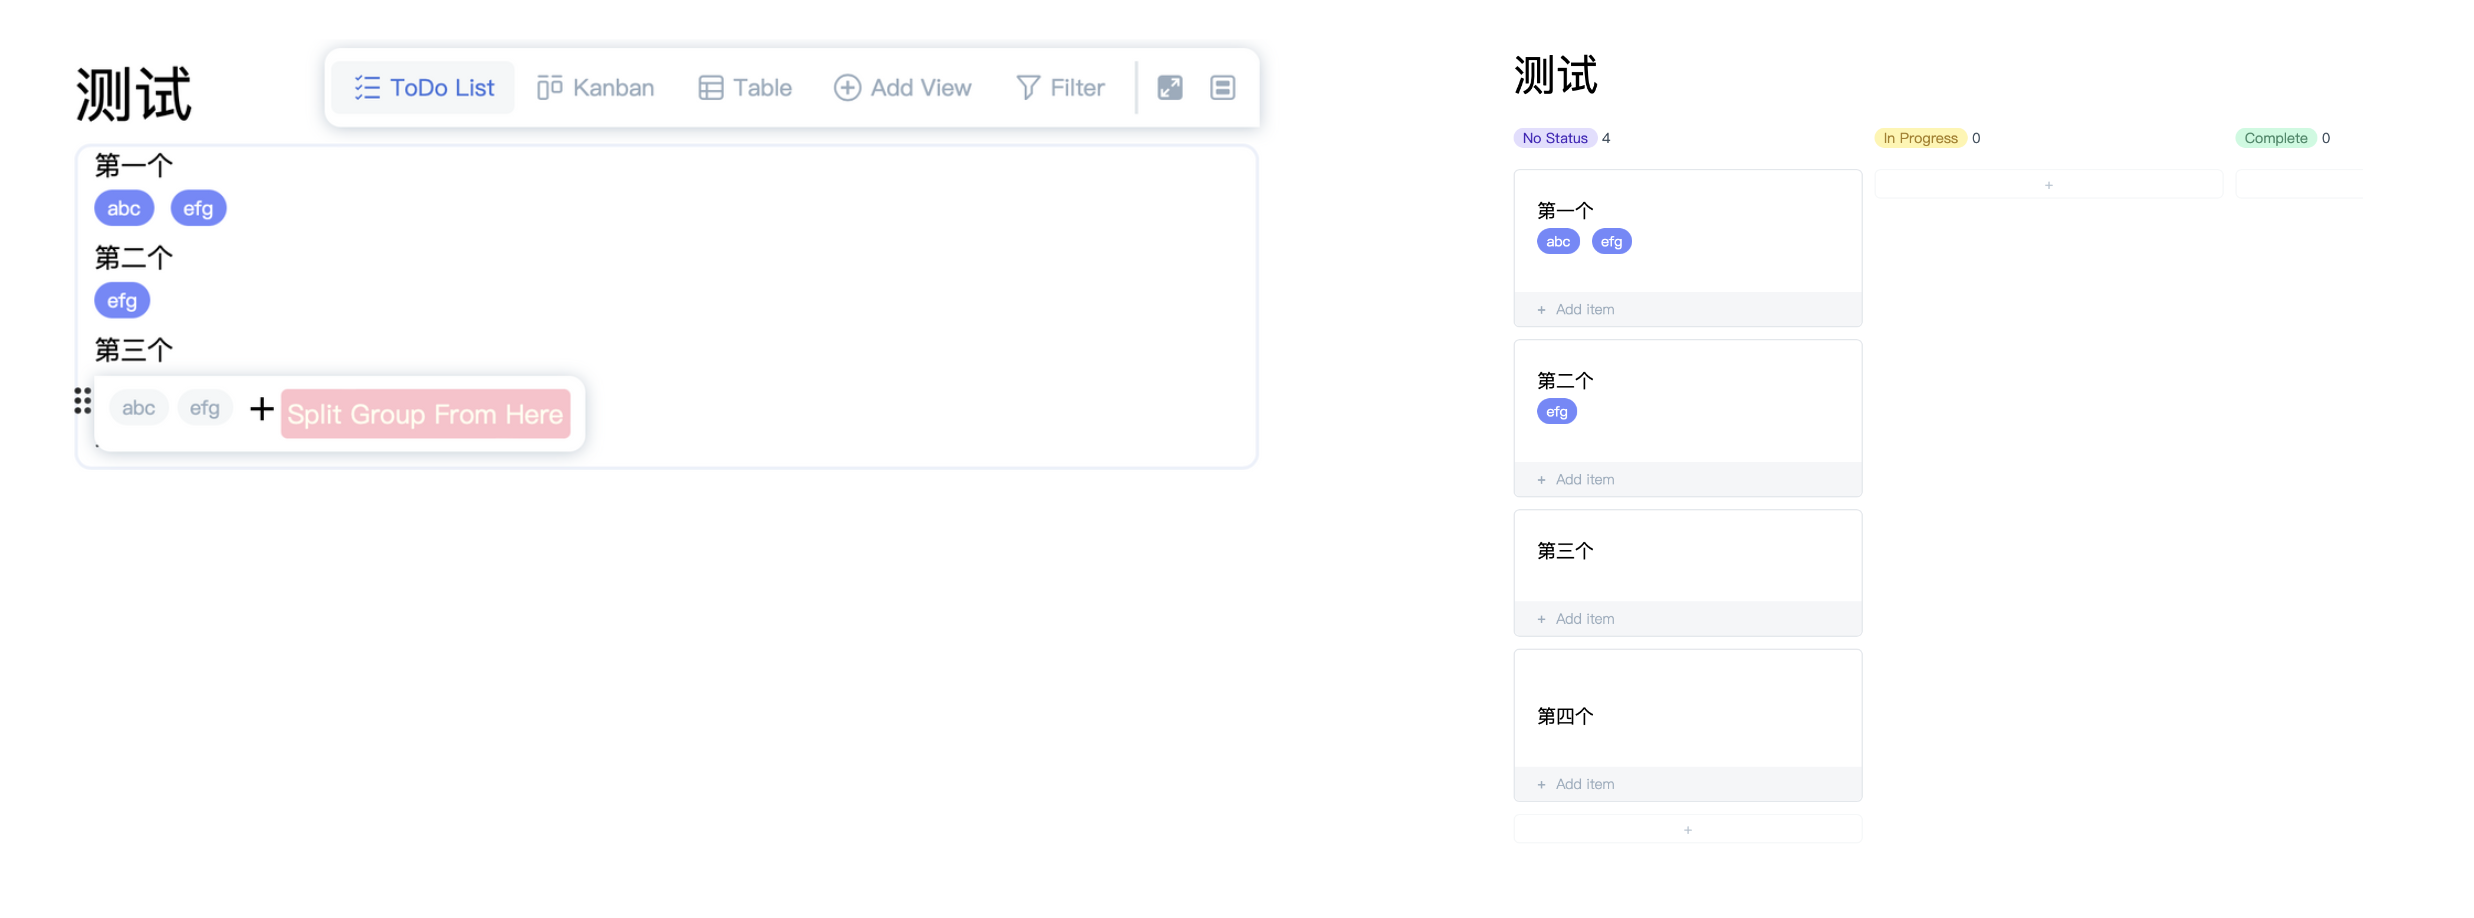 测试
ToDo List Kanban Table Add View Filter
第一个
abc efg
第二个
efg
第三个
abc efg + Split Group From Here
测试
No Status 4 In Progress 0 Complete 0
+
第一个
abc efg
+ Add item
第二个
efg
+ Add item
第三个
+ Add item
第四个
+ Add item
+